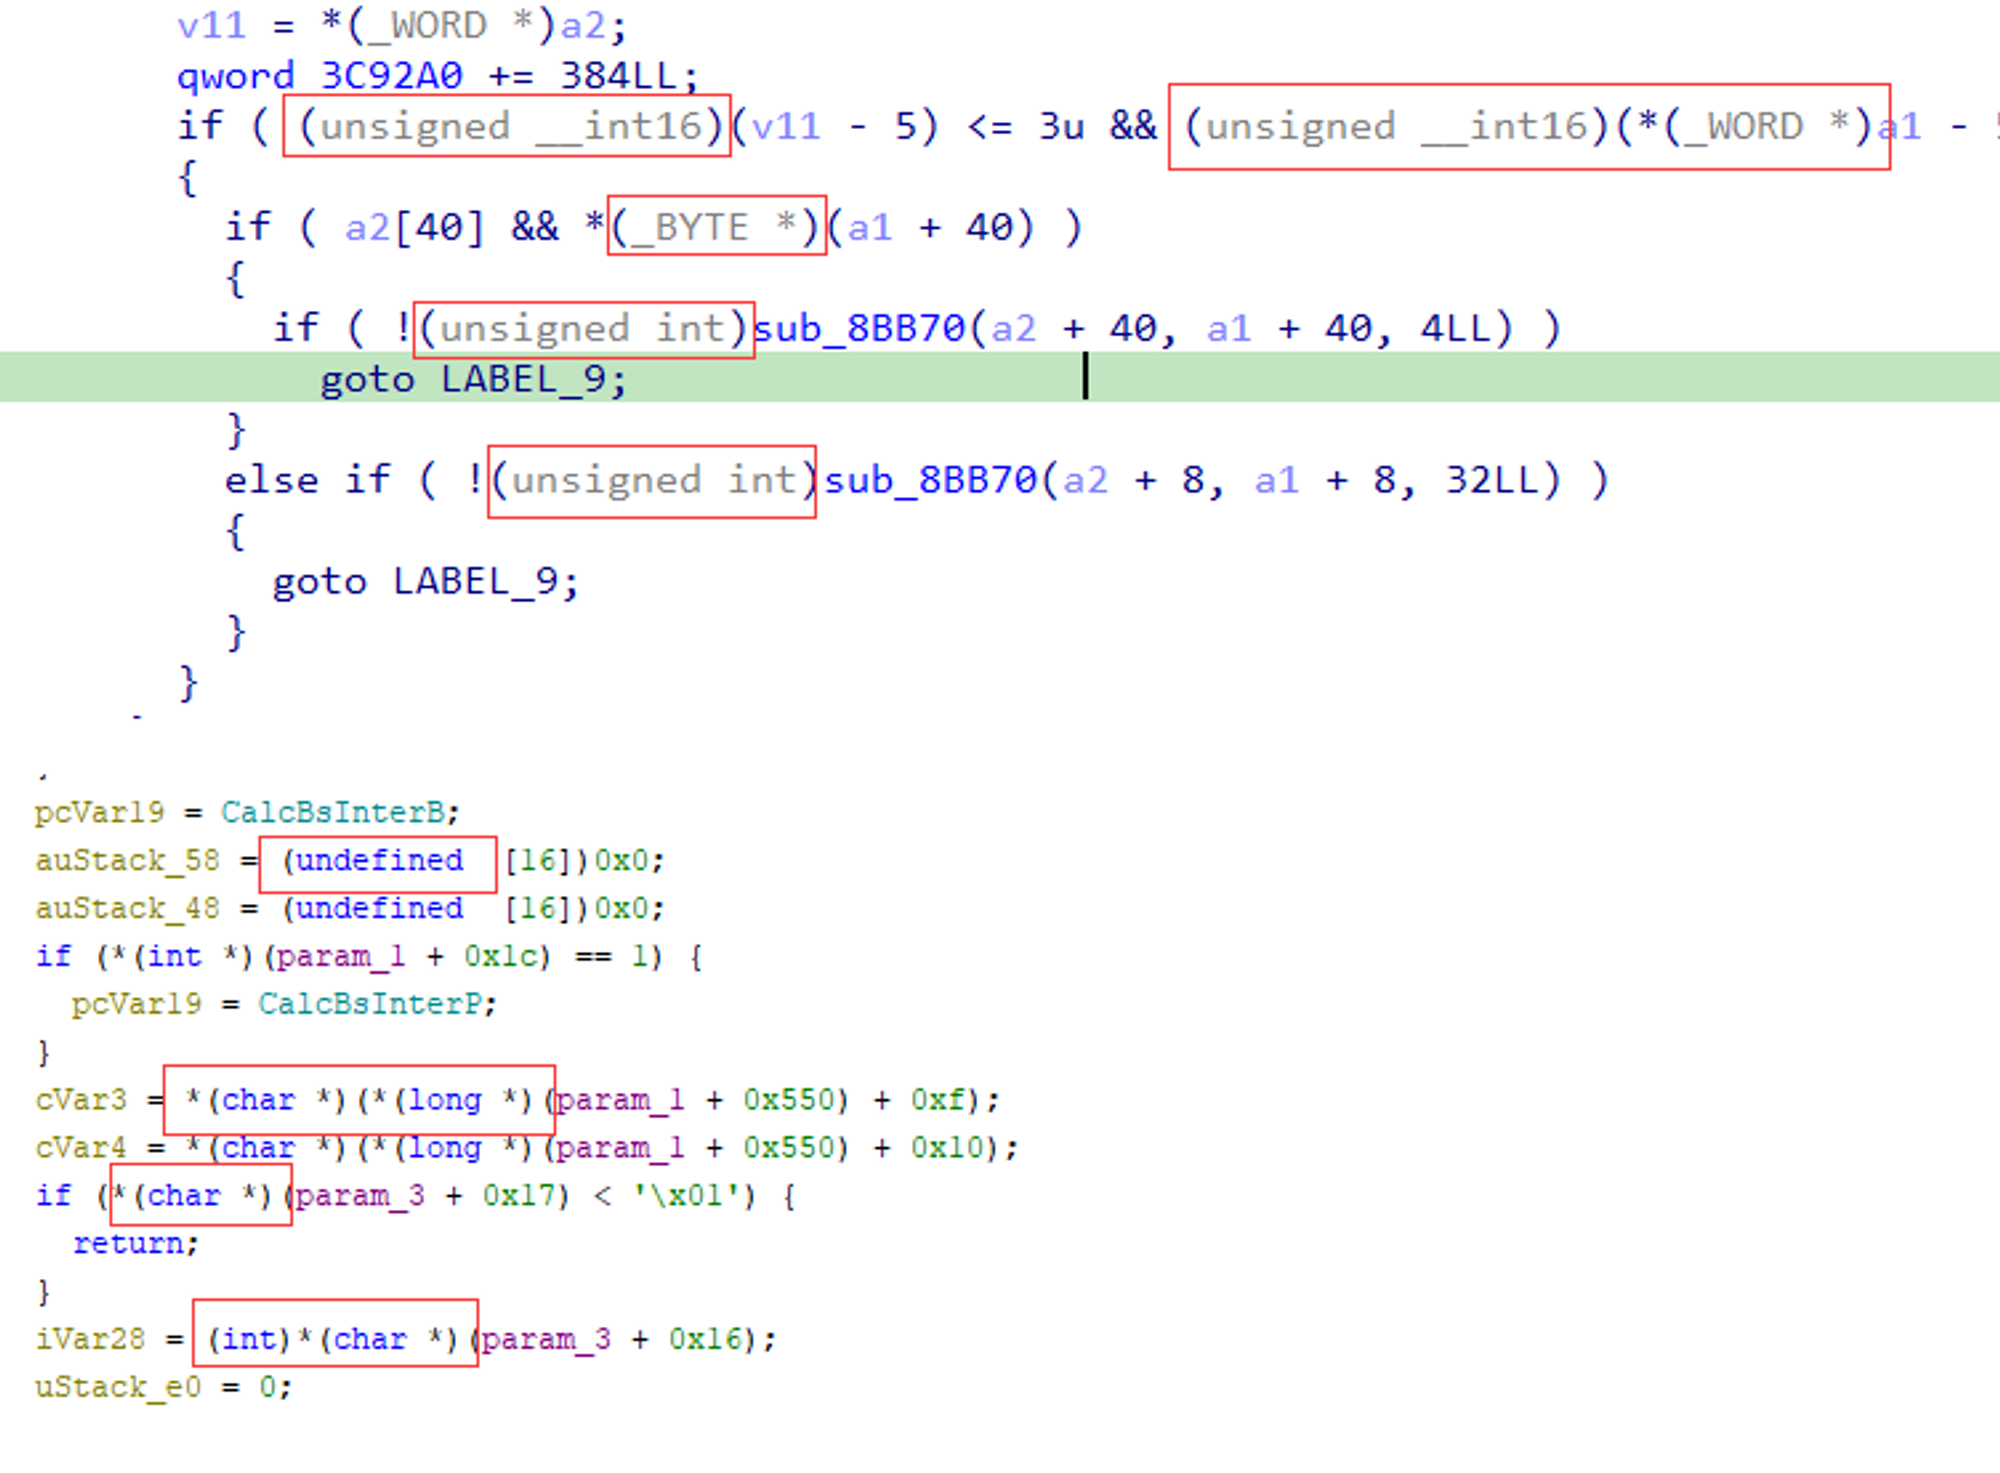 v11 = *(_WORD *)a2;
qword_3C92A0 += 384LL;
if ( (unsigned __int16)(v11 - 5) <= 3u && (unsigned __int16)(*(_WORD *)a1 -
{
if ( a2[40] && *(_BYTE *)(a1 + 40) )
{
if ( !(unsigned int)sub_8BB70(a2 + 40, a1 + 40, 4LL) )
goto LABEL_9;
}
else if ( !(unsigned int)sub_8BB70(a2 + 8, a1 + 8, 32LL) )
{
goto LABEL_9;
}
}
pcVar19 = CalcBsInterB;
auStack_58 = (undefined [16])0x0;
auStack_48 = (undefined [16])0x0;
if (*(int *)(param_1 + 0x1c) == 1) {
pcVar19 = CalcBsInterP;
}
cVar3 = *(char *)(*(long *)(param_1 + 0x550) + 0xf);
cVar4 = *(char *)(*(long *)(param_1 + 0x550) + 0x10);
if (*(char *)(param_3 + 0x17) < '\x01') {
return;
}
iVar28 = (int)*(char *)(param_3 + 0x16);
uStack_e0 = 0;